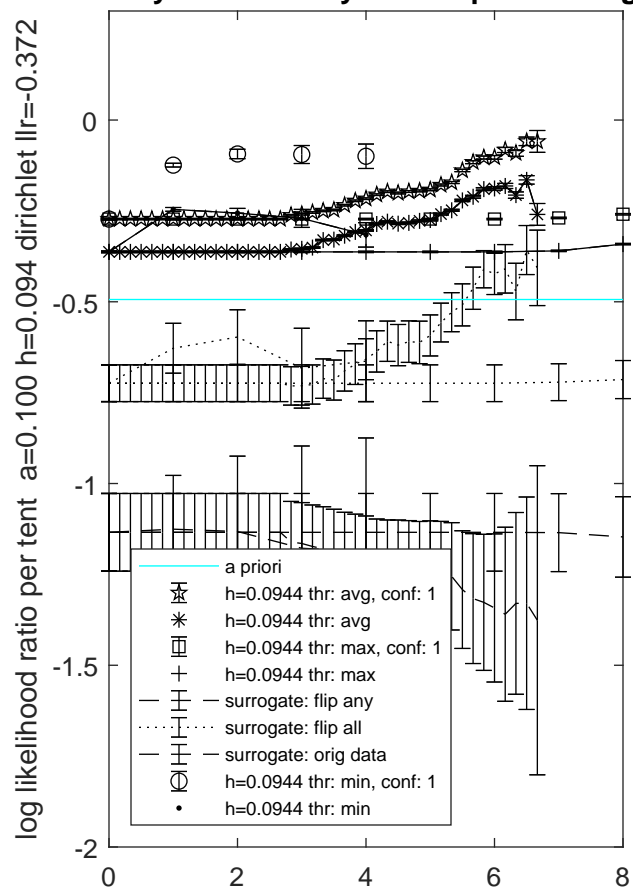 0
-0.5
-1
-1.5
-2
log likelihood ratio per tent a=0.100 h=0.094 dirichlet llr=-0.372
a priori
h=0.0944 thr: avg, conf: 1
h=0.0944 thr: avg
h=0.0944 thr: max, conf: 1
h=0.0944 thr: max
surrogate: flip any
surrogate: flip all
surrogate: orig data
h=0.0944 thr: min, conf: 1
h=0.0944 thr: min
0 2 4 6 8